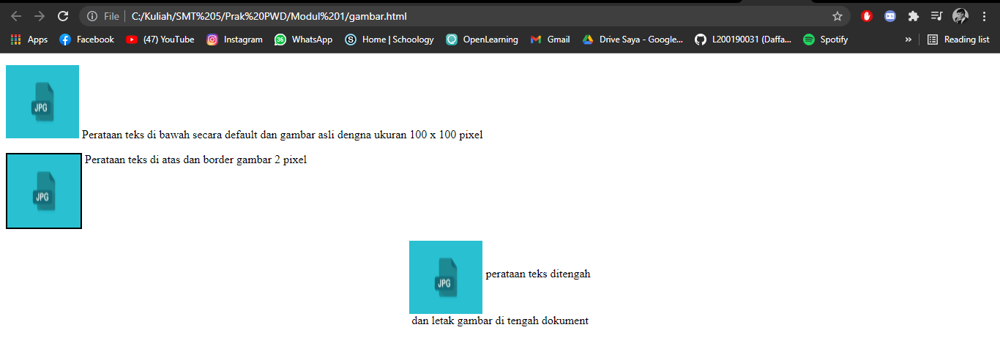 File | C:/Kuliah/SMT%205/Prak%20PWD/Modul%201/gambar.html
Apps Facebook (47) YouTube Instagram 36 WhatsApp S Home | Schoology OpenLearning Gmail Drive Saya - Google... L200190031 (Daffa... Spotify » Reading list
JPG
Perataan teks di bawah secara default dan gambar asli dengna ukuran 100 x 100 pixel
Perataan teks di atas dan border gambar 2 pixel
JPG
JPG
perataan teks ditengah
dan letak gambar di tengah dokument